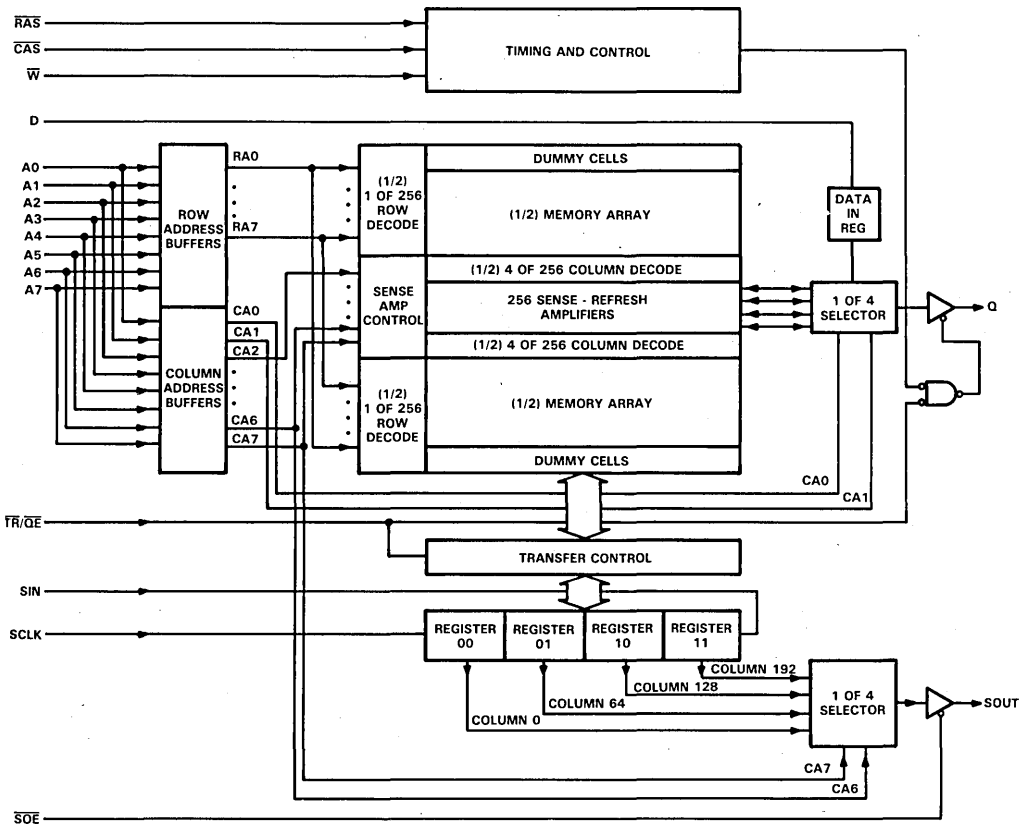 RAS
CAS
W
TIMING AND CONTROL
D
A0
A1
A2
A3
A4
A5
A6
A7
ROW
ADDRESS
BUFFERS
RA0
RA7
(1/2)
1 OF 256
ROW
DECODE
DUMMY CELLS
(1/2) MEMORY ARRAY
DATA
IN
REG
COLUMN
ADDRESS
BUFFERS
CA0
CA1
CA2
CA6
CA7
SENSE
AMP
CONTROL
(1/2) 4 OF 256 COLUMN DECODE
256 SENSE - REFRESH
AMPLIFIERS
(1/2) 4 OF 256 COLUMN DECODE
1 OF 4
SELECTOR
Q
(1/2)
1 OF 256
ROW
DECODE
(1/2) MEMORY ARRAY
DUMMY CELLS
CA0
CA1
TR/QE
TRANSFER CONTROL
SIN
SCLK
REGISTER
00
REGISTER
01
REGISTER
10
REGISTER
11
COLUMN 192
COLUMN 128
COLUMN 64
COLUMN 0
1 OF 4
SELECTOR
SOUT
CA7
CA6
SOE